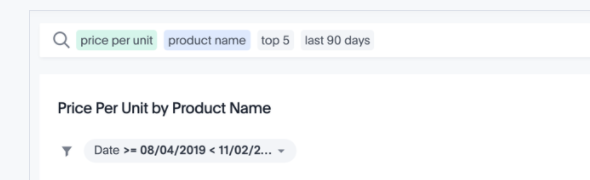 price per unit product name top 5 last 90 days
Price Per Unit by Product Name
Date >= 08/04/2019 < 11/02/2...